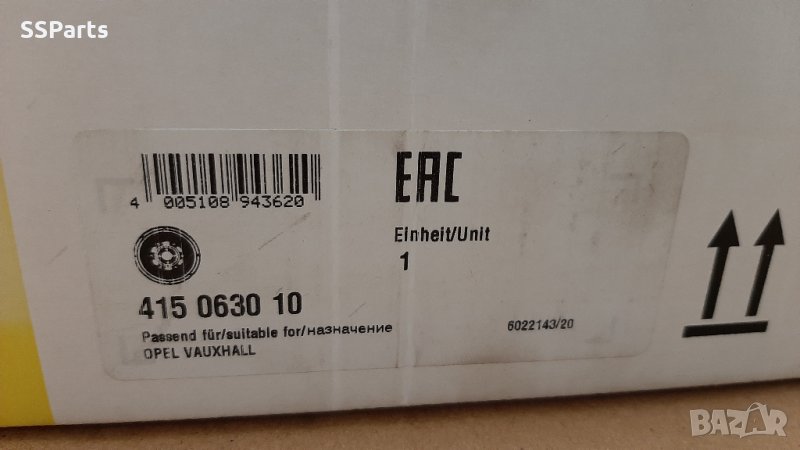 SSParts
EAC
4 005108 943620
Einheit/Unit
1
415 0630 10
Passend für/suitable for/назначение
OPEL VAUXHALL
6022143/20
BAZAR